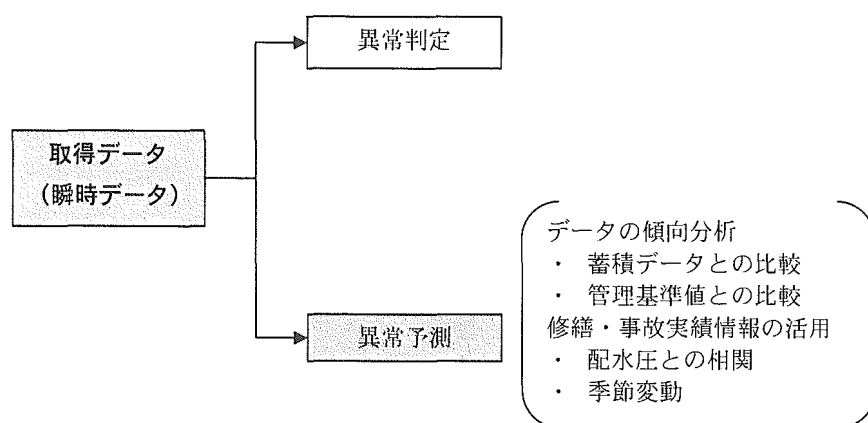 異常判定
取得データ
(瞬時データ)
異常予測
データの傾向分析
・ 蓄積データとの比較
・ 管理基準値との比較
修繕・事故実績情報の活用
・ 配水圧との相関
・ 季節変動